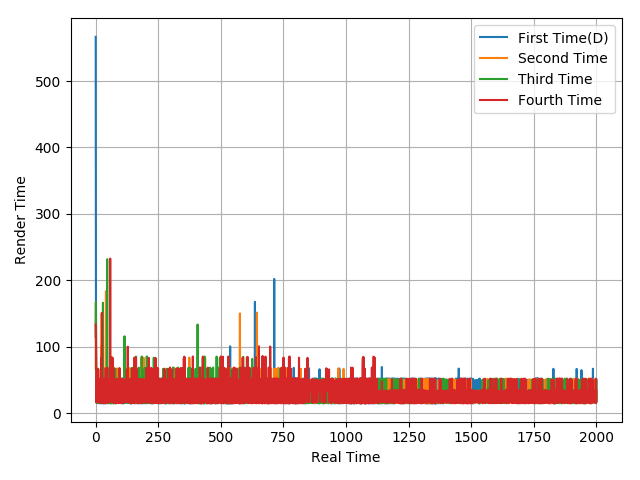 First Time(D)
Second Time
Third Time
Fourth Time
Render Time
500
400
300
200
100
0
0 250 500 750 1000 1250 1500 1750 2000
Real Time